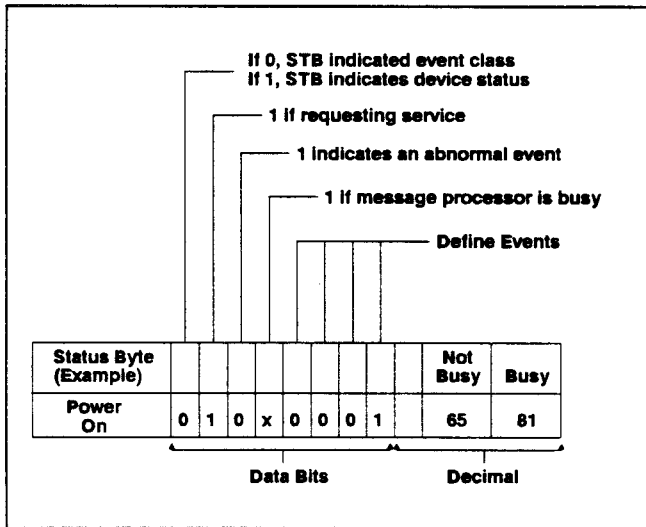 If 0, STB indicated event class
If 1, STB indicates device status
1 if requesting service
1 indicates an abnormal event
1 if message processor is busy
Define Events
Status Byte (Example) Not Busy Busy
Power On 0 1 0 x 0 0 0 1 65 81
Data Bits Decimal